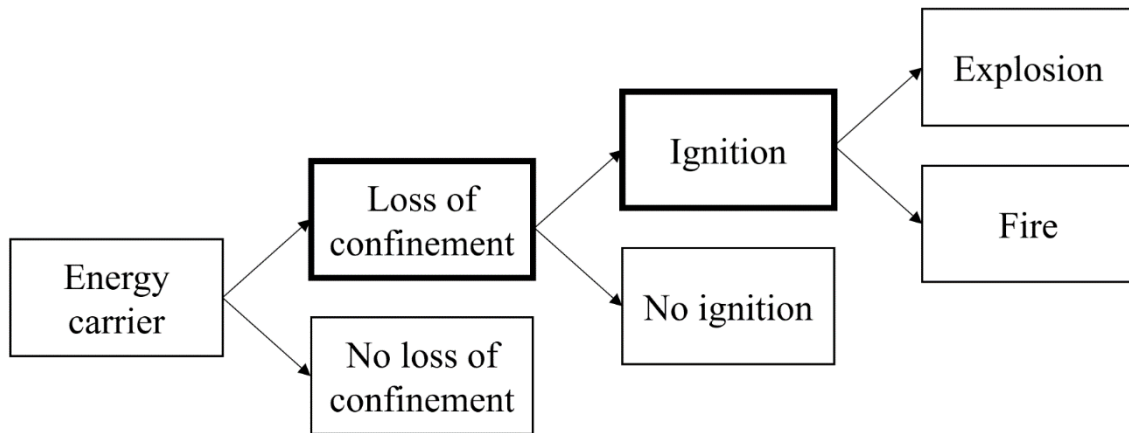 Energy
carrier
Loss of
confinement
No loss of
confinement
Ignition
No ignition
Explosion
Fire